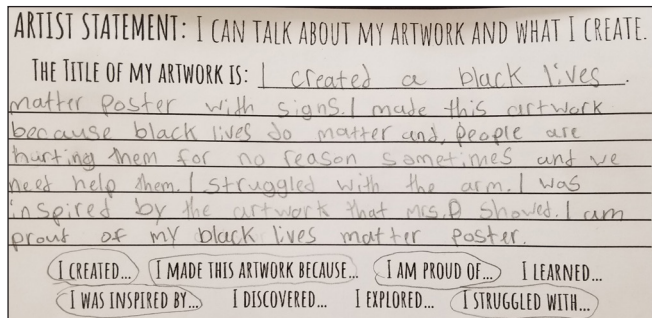 ARTIST STATEMENT: I CAN TALK ABOUT MY ARTWORK AND WHAT I CREATE.
THE TITLE OF MY ARTWORK IS: I created a black lives.
matter poster with signs. I made this artwork
because black lives do matter and, people are
hurting them for no reason sometimes and we
need help them. I struggled with the arm. I was
inspired by the artwork that Mrs.D showed. I am
proud of my black lives matter poster.
I CREATED... I MADE THIS ARTWORK BECAUSE... I AM PROUD OF... I LEARNED...
I WAS INSPIRED BY... I DISCOVERED... I EXPLORED... I STRUGGLED WITH...